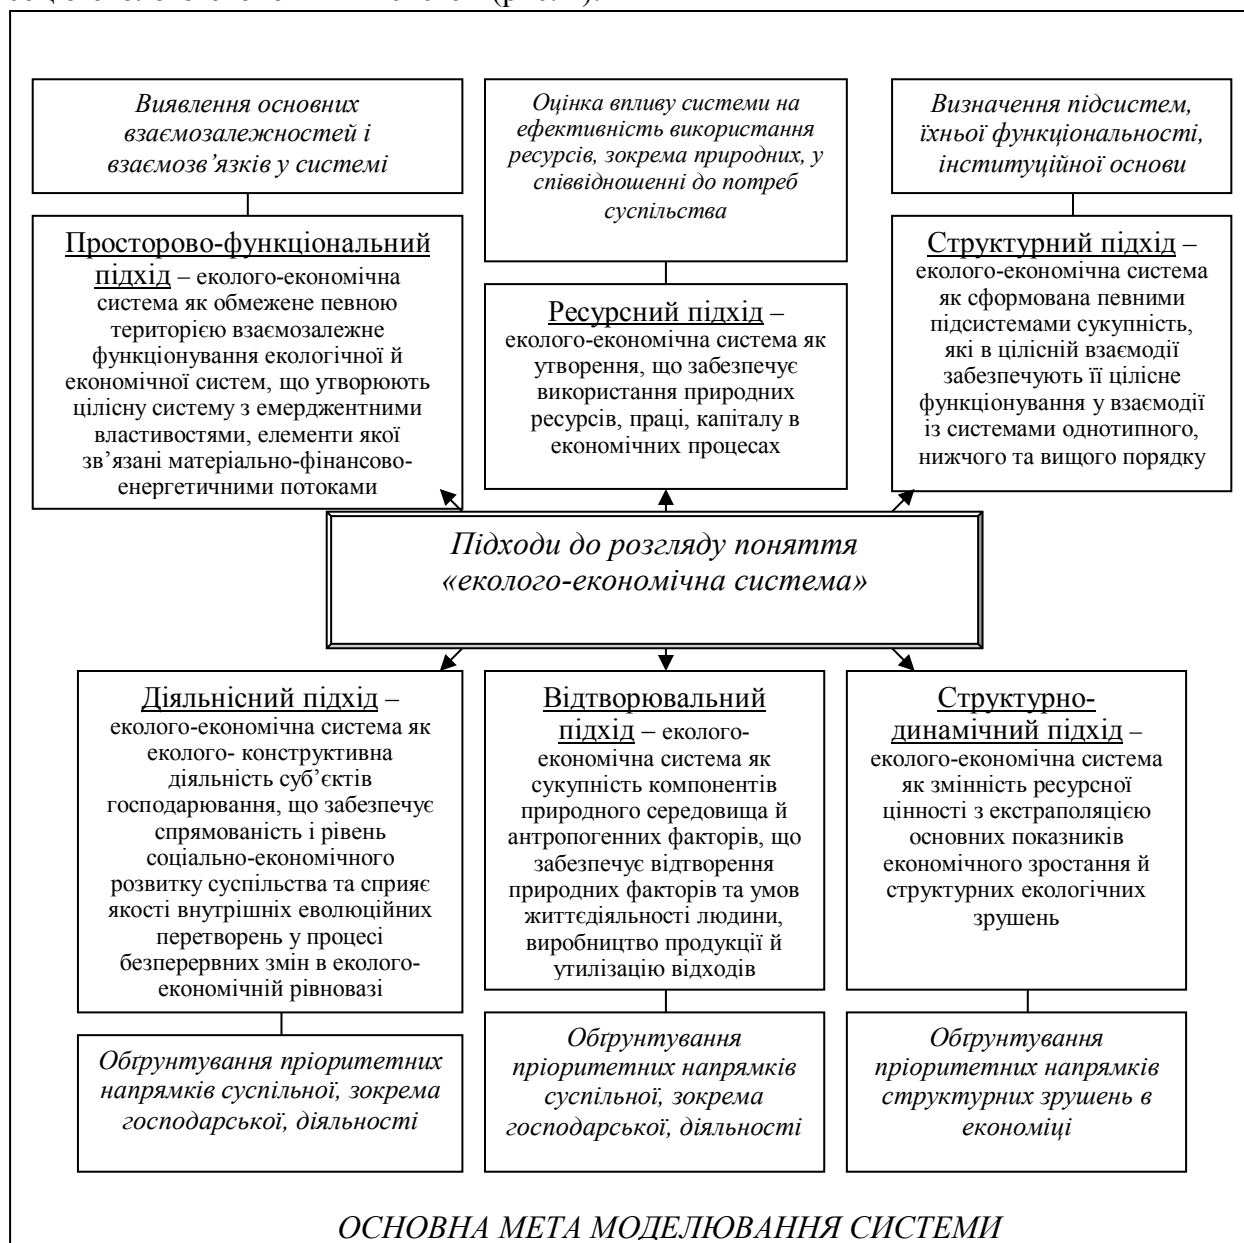 Виявлення основних
взаємозалежностей і
взаємозв’язків у системі
Оцінка впливу системи на
ефективність використання
ресурсів, зокрема природних, у
співвідношенні до потреб
суспільства
Визначення підсистем,
їхньої функціональності,
інституційної основи
Просторово-функціональний
підхід – еколого-економічна
система як обмежене певною
територією взаємозалежне
функціонування екологічної й
економічної систем, що утворюють
цілісну систему з емерджентними
властивостями, елементи якої
зв’язані матеріально-фінансово-
енергетичними потоками
Ресурсний підхід –
еколого-економічна система як
утворення, що забезпечує
використання природних
ресурсів, праці, капіталу в
економічних процесах
Структурний підхід –
еколого-економічна система
як сформована певними
підсистемами сукупність,
які в цілісній взаємодії
забезпечують її цілісне
функціонування у взаємодії
із системами однотипного,
нижчого та вищого порядку
Підходи до розгляду поняття
«еколого-економічна система»
Діяльнісний підхід –
еколого-економічна система як
еколого- конструктивна
діяльність суб’єктів
господарювання, що забезпечує
спрямованість і рівень
соціально-економічного
розвитку суспільства та сприяє
якості внутрішніх еволюційних
перетворень у процесі
безперервних змін в еколого-
економічній рівновазі
Відтворювальний
підхід – еколого-
економічна система як
сукупність компонентів
природного середовища й
антропогенних факторів, що
забезпечує відтворення
природних факторів та умов
життєдіяльності людини,
виробництво продукції й
утилізацію відходів
Структурно-
динамічний підхід –
еколого-економічна система
як змінність ресурсної
цінності з екстраполяцією
основних показників
економічного зростання й
структурних екологічних
зрушень
Обґрунтування пріоритетних
напрямків суспільної, зокрема
господарської, діяльності
Обґрунтування
пріоритетних напрямків
суспільної, зокрема
господарської, діяльності
Обґрунтування
пріоритетних напрямків
структурних зрушень в
економіці
ОСНОВНА МЕТА МОДЕЛЮВАННЯ СИСТЕМИ